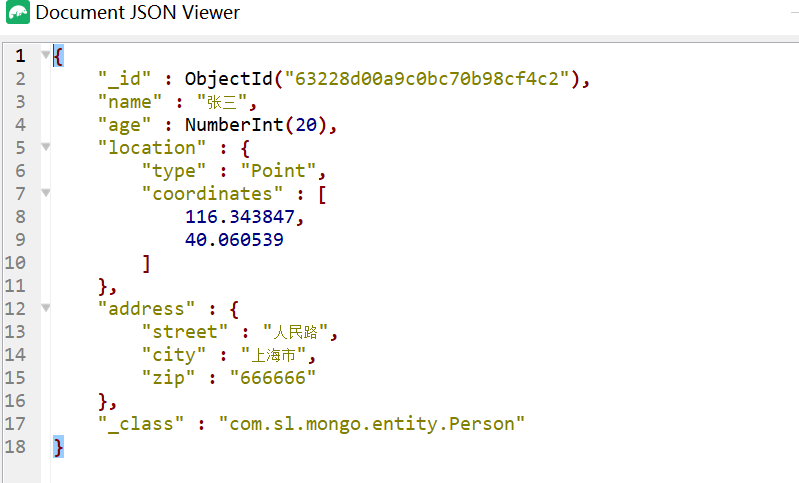 Document JSON Viewer
1 {
2 "_id" : ObjectId("63228d00a9c0bc70b98cf4c2"),
3 "name" : "张三",
4 "age" : NumberInt(20),
5 "location" : {
6 "type" : "Point",
7 "coordinates" : [
8 116.343847,
9 40.060539
10 ]
11 },
12 "address" : {
13 "street" : "人民路",
14 "city" : "上海市",
15 "zip" : "666666"
16 },
17 "_class" : "com.sl.mongo.entity.Person"
18 }